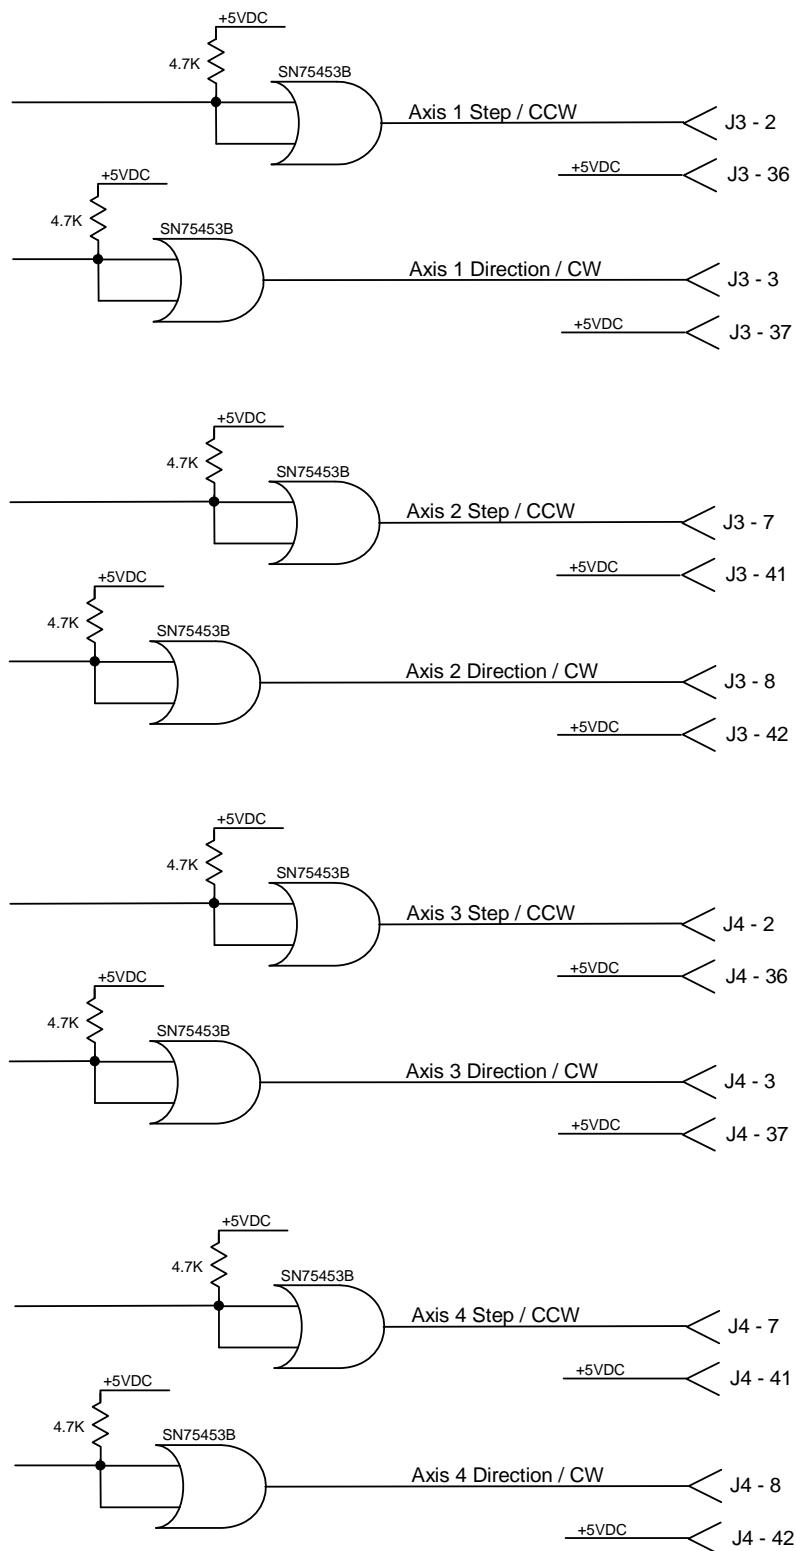 +5VDC
4.7K
SN75453B
Axis 1 Step / CCW
J3 - 2
+5VDC
J3 - 36
+5VDC
4.7K
SN75453B
Axis 1 Direction / CW
J3 - 3
+5VDC
J3 - 37
+5VDC
4.7K
SN75453B
Axis 2 Step / CCW
J3 - 7
+5VDC
J3 - 41
+5VDC
4.7K
SN75453B
Axis 2 Direction / CW
J3 - 8
+5VDC
J3 - 42
+5VDC
4.7K
SN75453B
Axis 3 Step / CCW
J4 - 2
+5VDC
J4 - 36
+5VDC
4.7K
SN75453B
Axis 3 Direction / CW
J4 - 3
+5VDC
J4 - 37
+5VDC
4.7K
SN75453B
Axis 4 Step / CCW
J4 - 7
+5VDC
J4 - 41
+5VDC
4.7K
SN75453B
Axis 4 Direction / CW
J4 - 8
+5VDC
J4 - 42